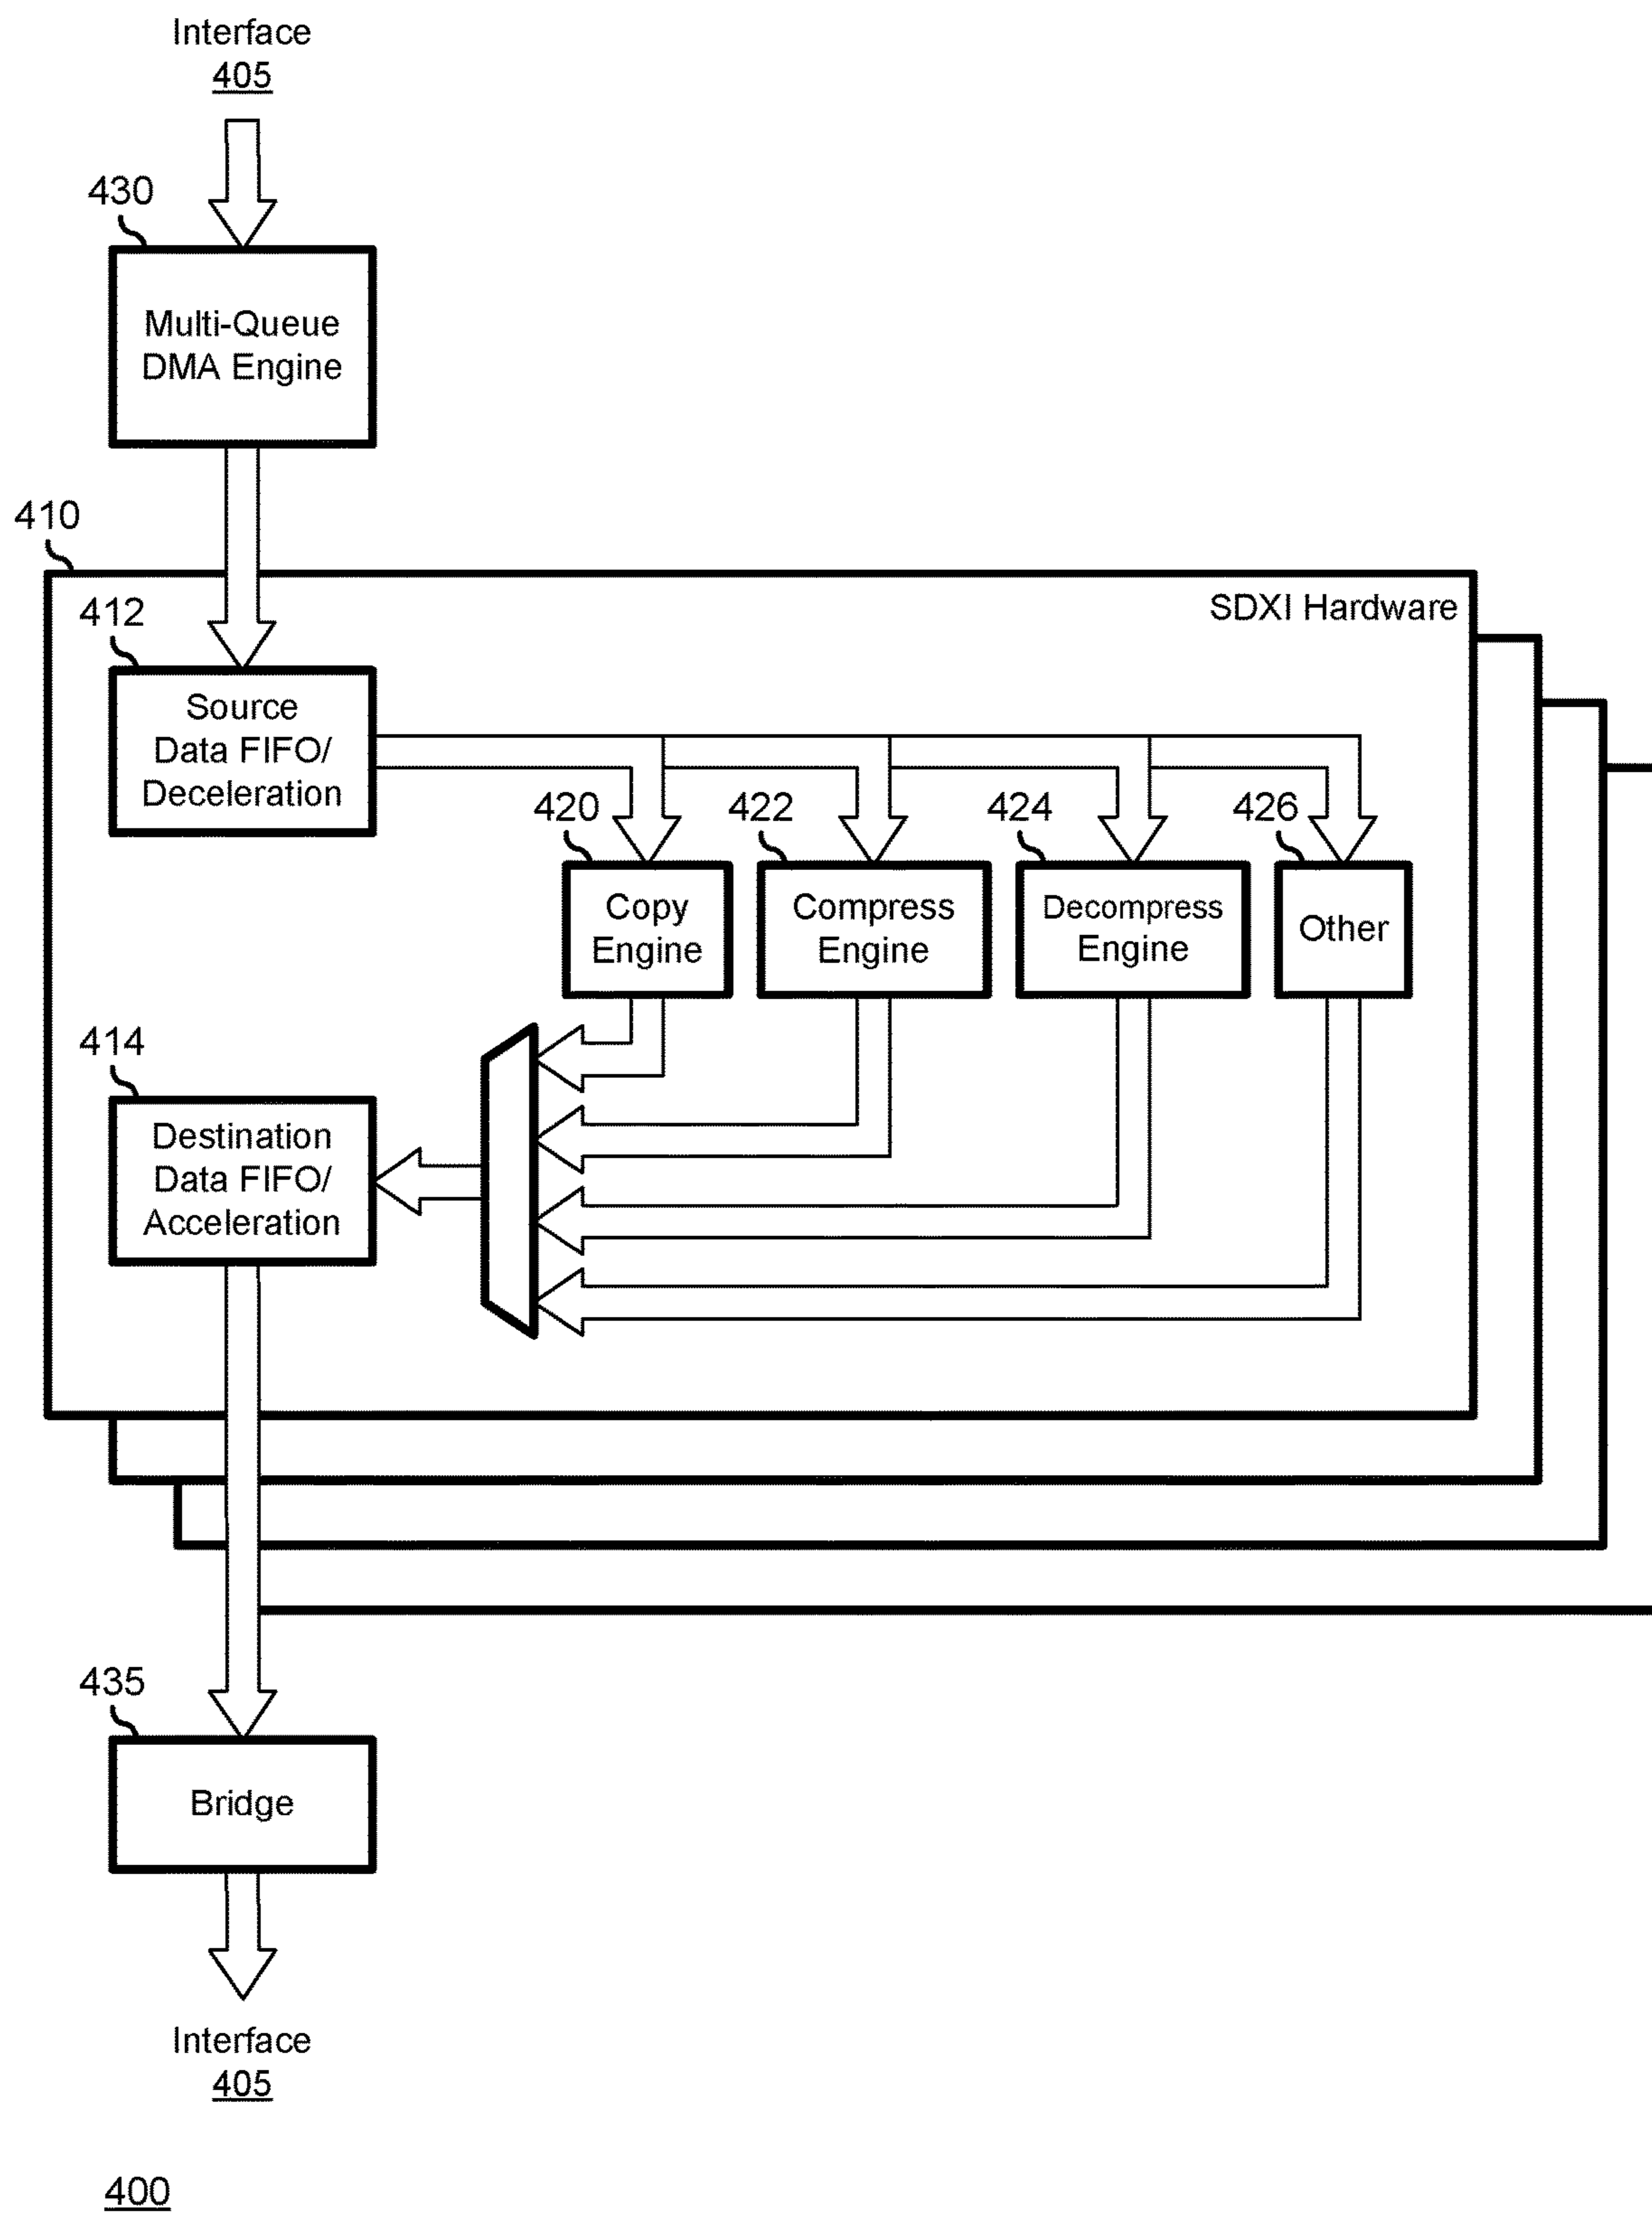 Interface
405
430
Multi-Queue
DMA Engine
410
SDXI Hardware
412
Source
Data FIFO/
Deceleration
420
422
424
426
Copy
Engine
Compress
Engine
Decompress
Engine
Other
414
Destination
Data FIFO/
Acceleration
435
Bridge
Interface
405
400